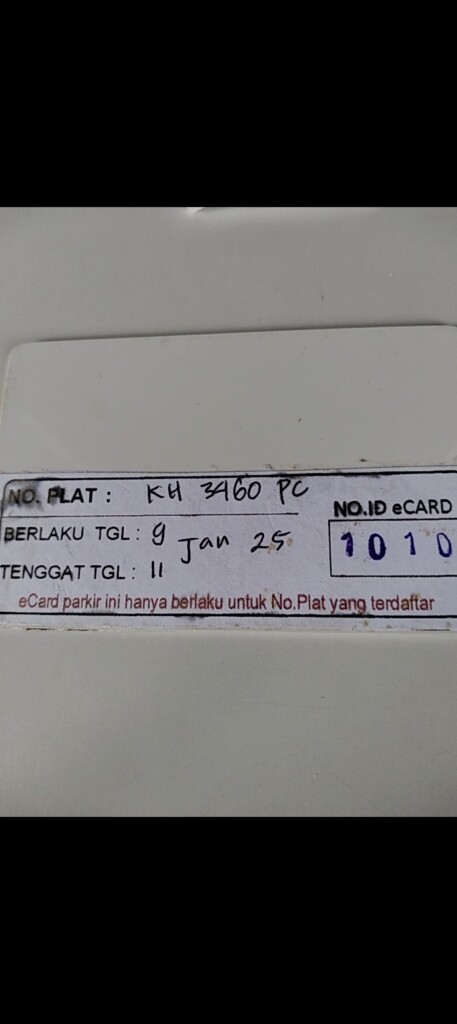 NO. PLAT : KH 3460 PC
NO.ID eCARD
BERLAKU TGL : 9 Jan 25
1010
TENGGAT TGL : 11
eCard parkir ini hanya berlaku untuk No.Plat yang terdaftar